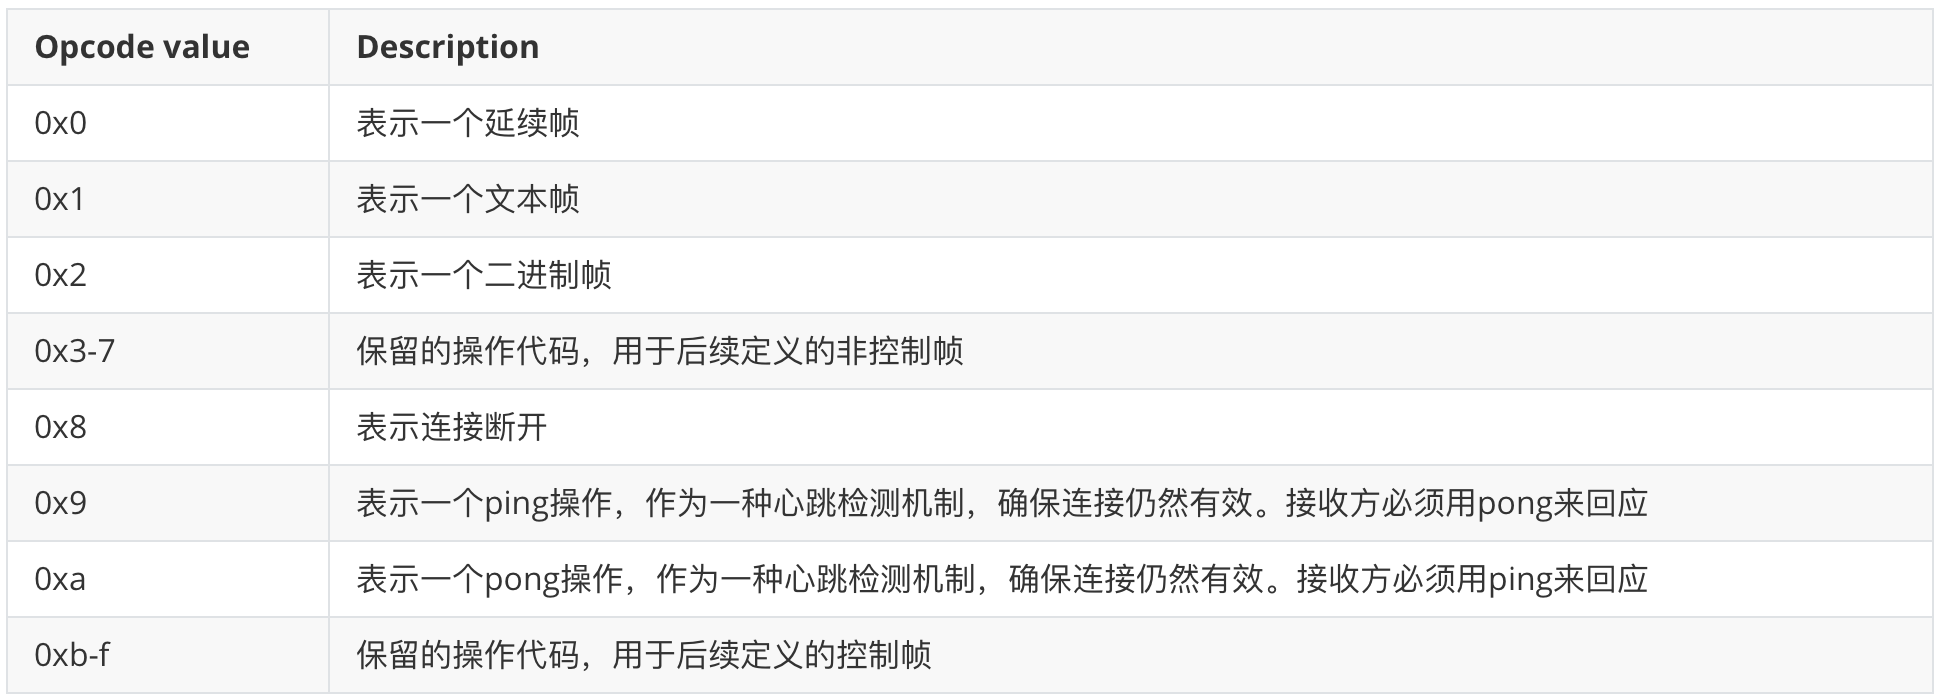 Opcode value Description
0x0 表示一个延续帧
0x1 表示一个文本帧
0x2 表示一个二进制帧
0x3-7 保留的操作代码，用于后续定义的非控制帧
0x8 表示连接断开
0x9 表示一个ping操作，作为一种心跳检测机制，确保连接仍然有效。接收方必须用pong来回应
0xa 表示一个pong操作，作为一种心跳检测机制，确保连接仍然有效。接收方必须用ping来回应
0xb-f 保留的操作代码，用于后续定义的控制帧